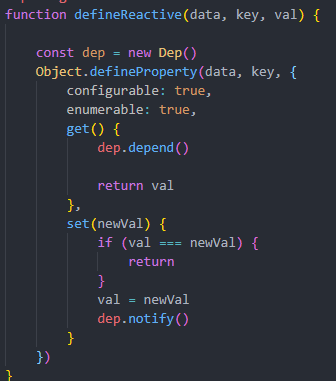 function defineReactive(data, key, val) {
    const dep = new Dep()
    Object.defineProperty(data, key, {
        configurable: true,
        enumerable: true,
        get() {
            dep.depend()
            return val
        },
        set(newVal) {
            if (val === newVal) {
                return
            }
            val = newVal
            dep.notify()
        }
    })
}